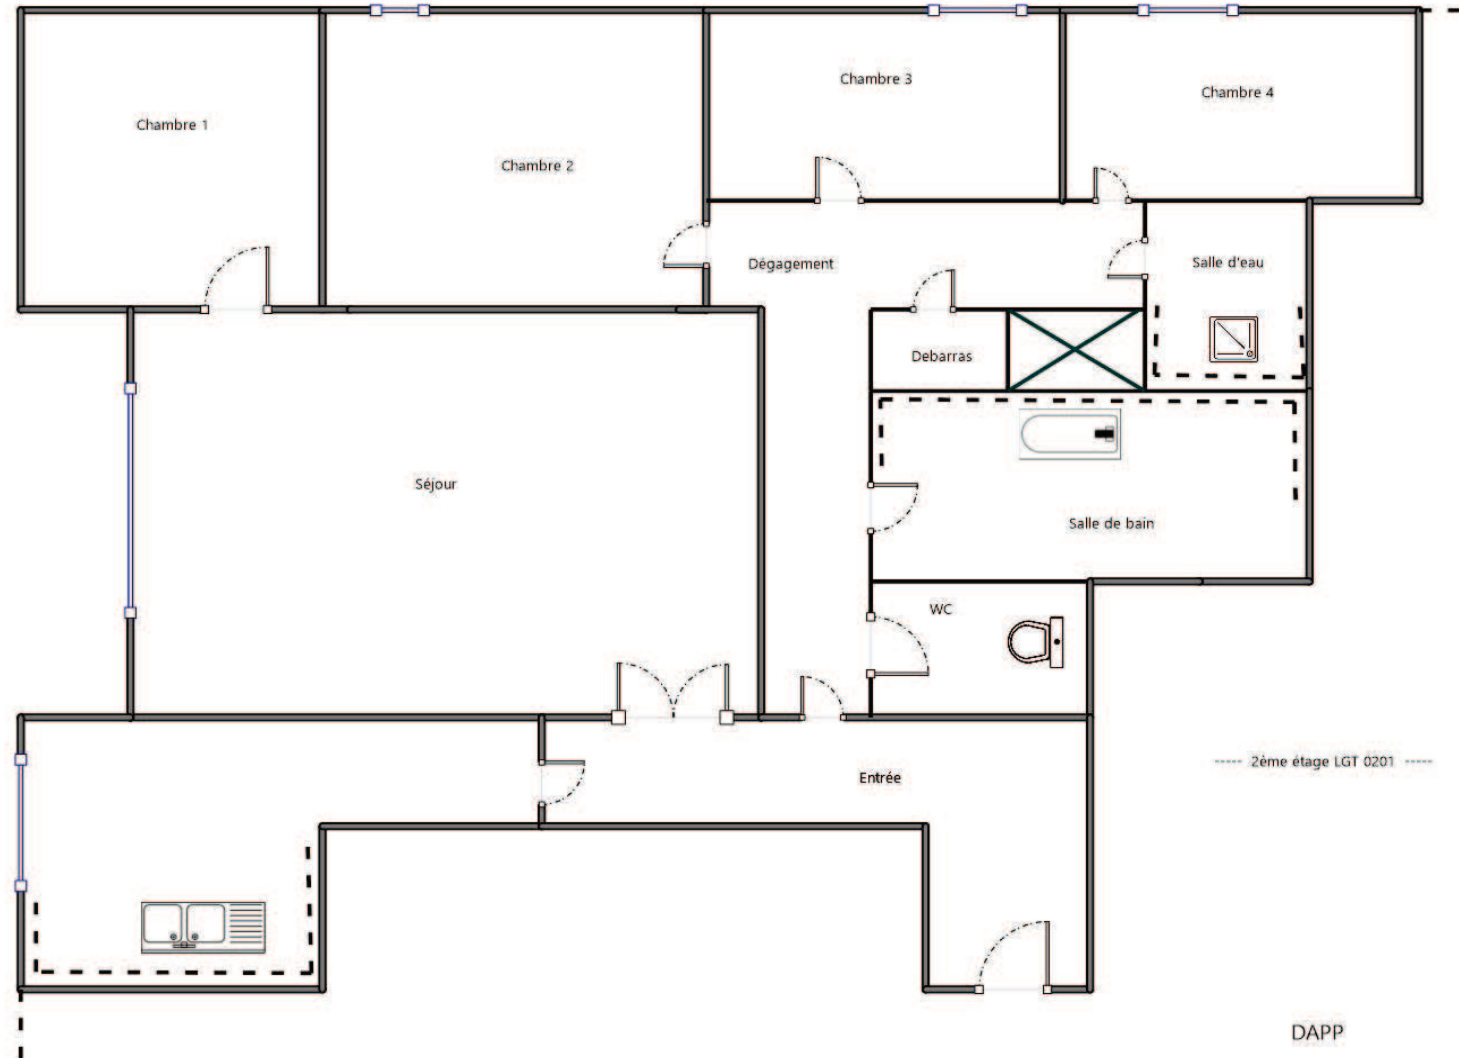 Chambre 1
Chambre 2
Chambre 3
Chambre 4
Dégagement
Salle d'eau
Debarras
Séjour
Salle de bain
WC
Entrée
2ème étage LGT 0201
DAPP